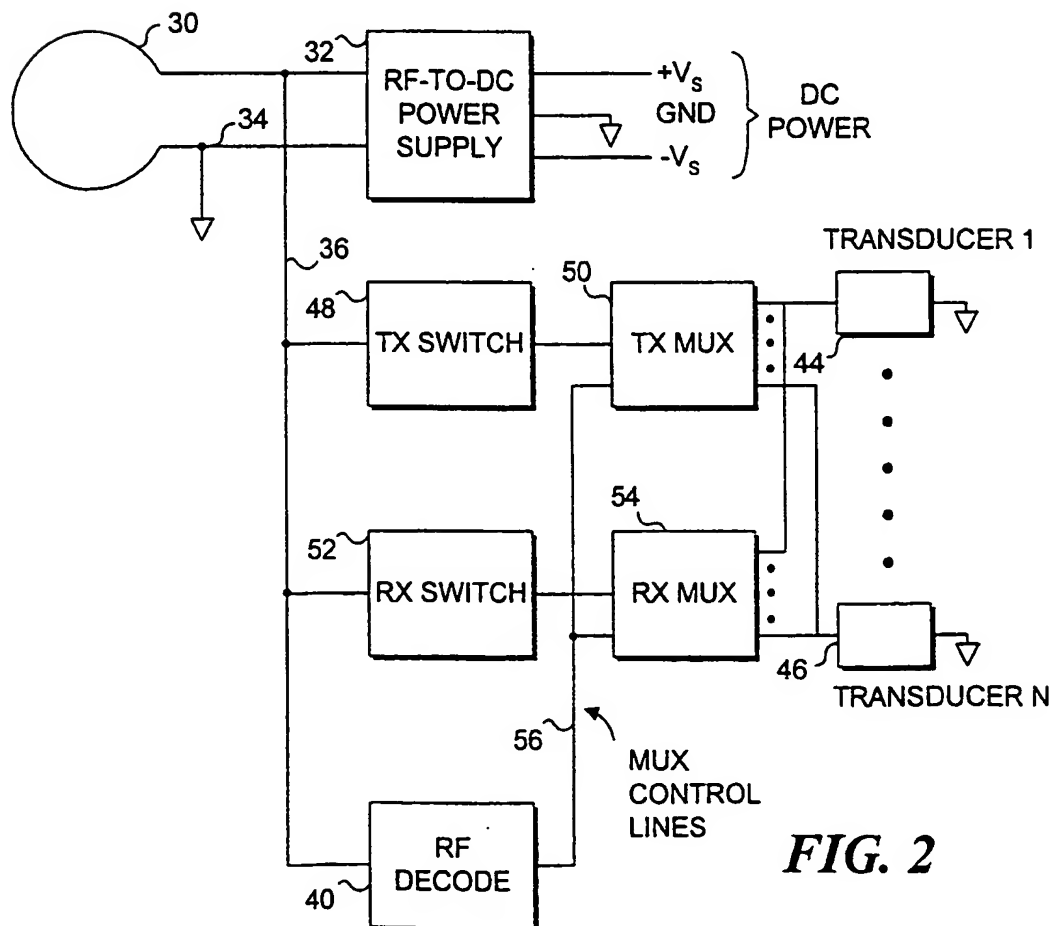 30
32
RF-TO-DC
POWER
SUPPLY
+VS
GND
-VS
DC
POWER
34
36
TRANSDUCER 1
48
TX SWITCH
50
TX MUX
44
52
RX SWITCH
54
RX MUX
46
TRANSDUCER N
56
MUX
CONTROL
LINES
RF
DECODE
40
FIG. 2